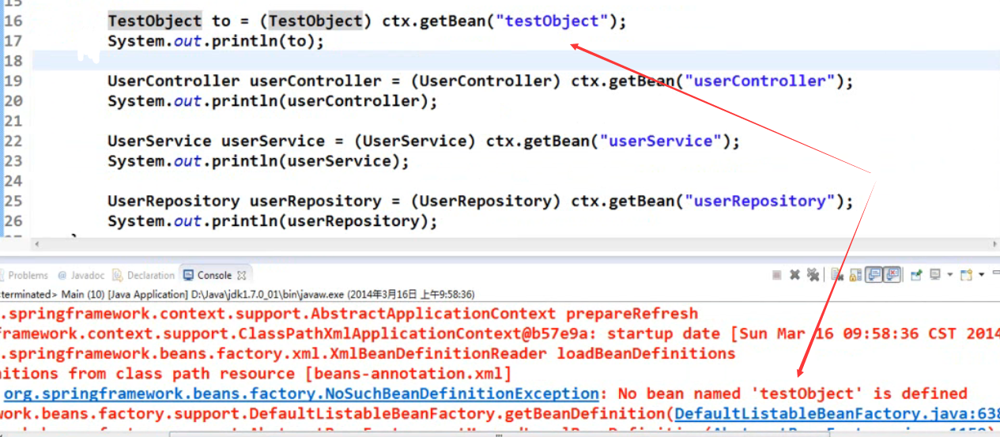 16 TestObject to = (TestObject) ctx.getBean("testObject");
17 System.out.println(to);
18
19 UserController userController = (UserController) ctx.getBean("userController");
20 System.out.println(userController);
21
22 UserService userService = (UserService) ctx.getBean("userService");
23 System.out.println(userService);
24
25 UserRepository userRepository = (UserRepository) ctx.getBean("userRepository");
26 System.out.println(userRepository);
Problems @ Javadoc Declaration Console
terminated> Main (10) [Java Application] D:\Java\jdk1.7.0_01\bin\javaw.exe (2014年3月16日 上午9:58:36)
.springframework.context.support.AbstractApplicationContext prepareRefresh
framework.context.support.ClassPathXmlApplicationContext@b57e9a: startup date [Sun Mar 16 09:58:36 CST 2014
.springframework.beans.factory.xml.XmlBeanDefinitionReader loadBeanDefinitions
nitions from class path resource [beans-annotation.xml]
org.springframework.beans.factory.NoSuchBeanDefinitionException: No bean named 'testObject' is defined
work.beans.factory.support.DefaultListableBeanFactory.getBeanDefinition(DefaultListableBeanFactory.java:638